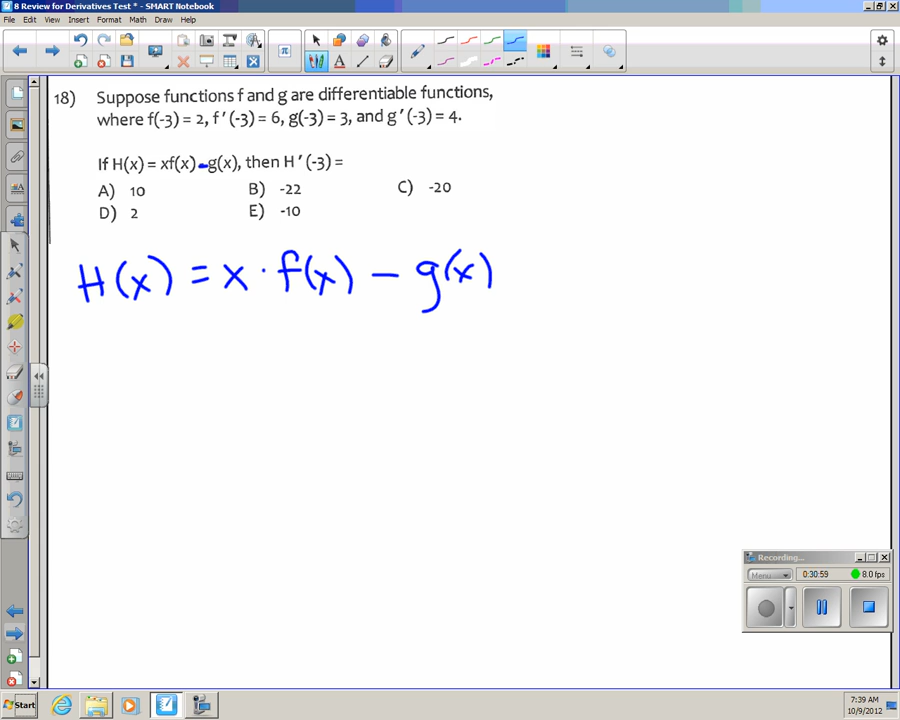 8 Review for Derivatives Test * - SMART Notebook
File Edit View Insert Format Math Draw Help
18) Suppose functions f and g are differentiable functions,
where f(-3) = 2, f ′(-3) = 6, g(-3) = 3, and g ′(-3) = 4.
If H(x) = xf(x) - g(x), then H ′(-3) =
A) 10 B) -22 C) -20
D) 2 E) -10
H(x) = x · f(x) - g(x)
Recording...
Menu 0:30:59 8.0 fps
Start
7:39 AM
10/9/2012